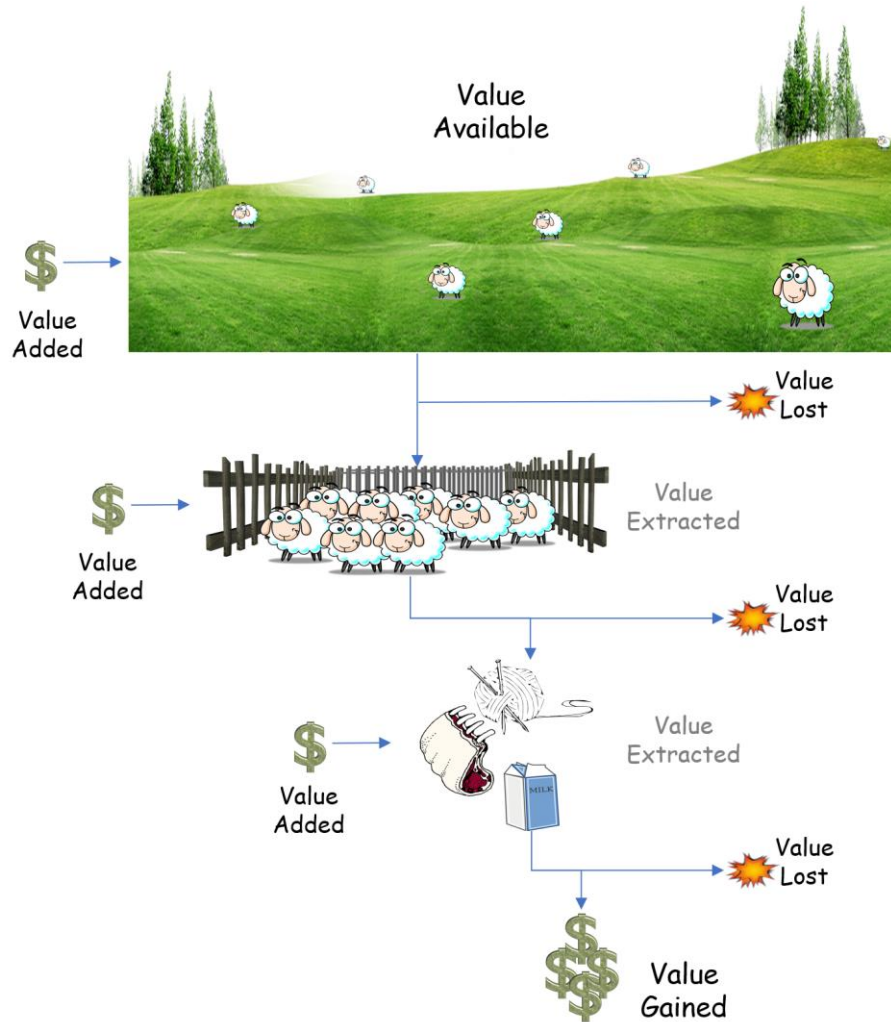 Value
Available
$
Value
Added
Value
Lost
$
Value
Added
Value
Extracted
Value
Lost
$
Value
Added
MILK
Value
Extracted
Value
Lost
$
$
$
$
Value
Gained